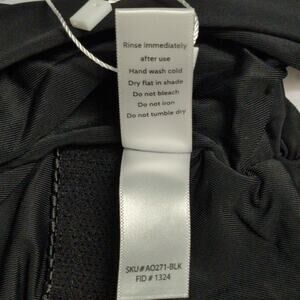 Rinse immediately
after use
Hand wash cold
Dry flat in shade
Do not bleach
Do not iron
Do not tumble dry
SKU#AO271-BLK
FID # 1324